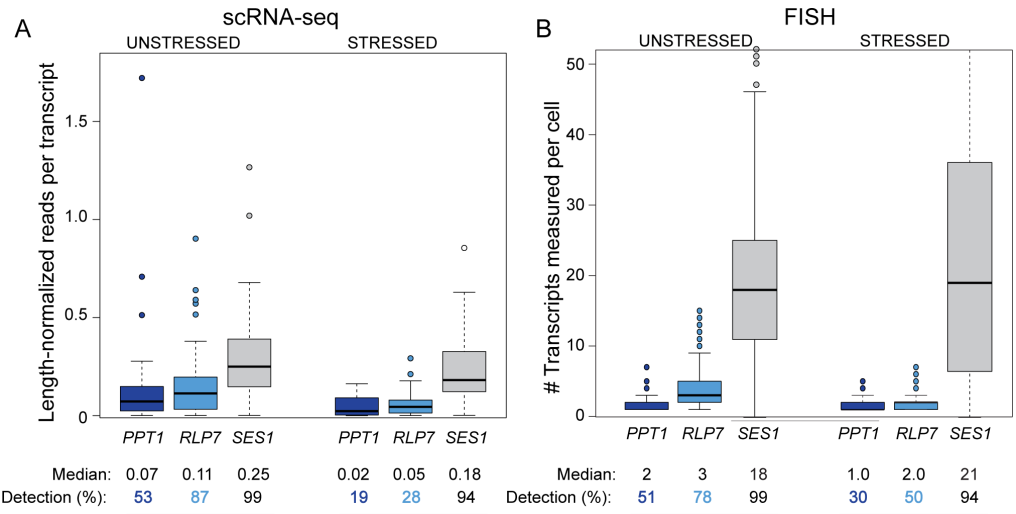 A
scRNA-seq
UNSTRESSED STRESSED
Length-normalized reads per transcript
1.5
1.0
0.5
0
PPT1 RLP7 SES1 PPT1 RLP7 SES1
Median: 0.07 0.11 0.25 0.02 0.05 0.18
Detection (%): 53 87 99 19 28 94
B
FISH
UNSTRESSED STRESSED
# Transcripts measured per cell
50
40
30
20
10
0
PPT1 RLP7 SES1 PPT1 RLP7 SES1
Median: 2 3 18 1.0 2.0 21
Detection (%): 51 78 99 30 50 94